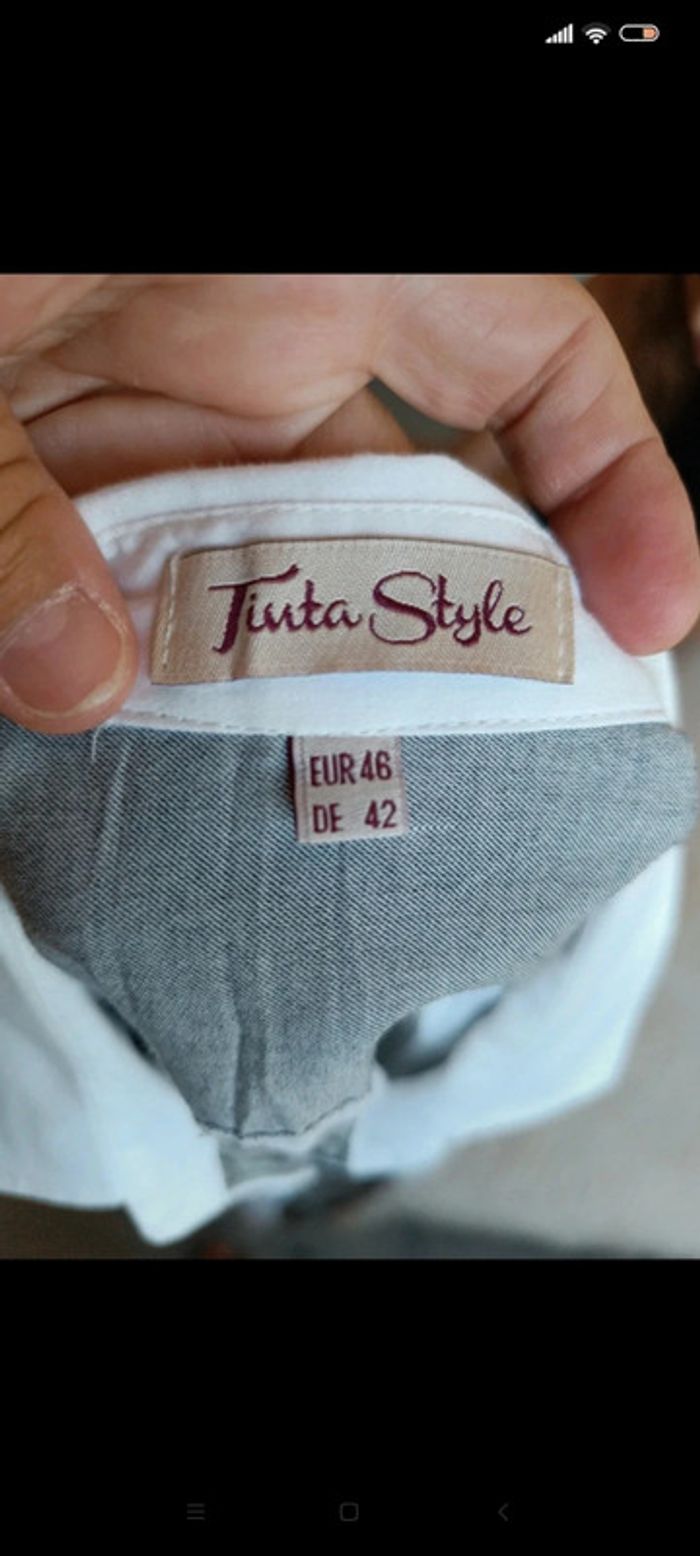 Tinta Style
EUR 46
DE 42